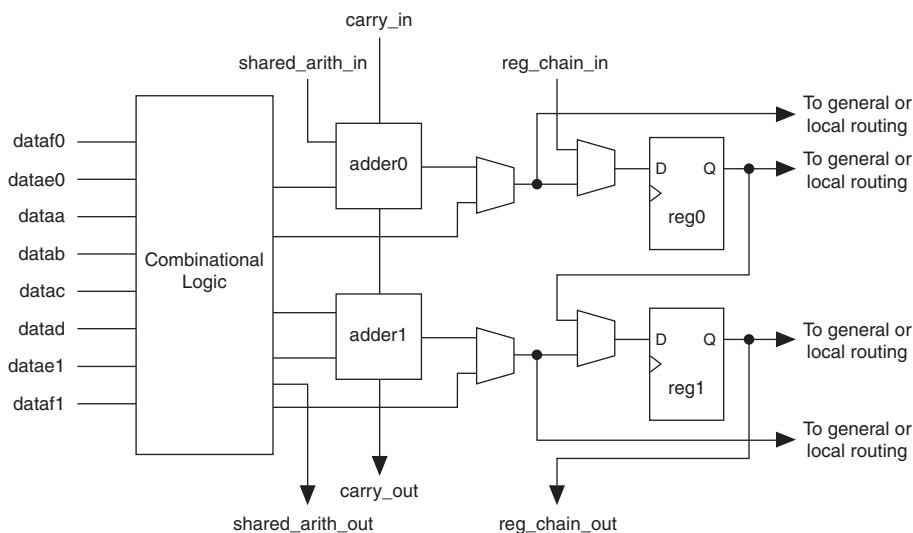 carry_in
shared_arith_in
reg_chain_in
To general or
local routing
dataf0
adder0
D Q
To general or
local routing
datae0
reg0
dataa
datab
Combinational
Logic
datac
datad
adder1
D Q
To general or
local routing
datae1
reg1
dataf1
To general or
local routing
carry_out
shared_arith_out
reg_chain_out